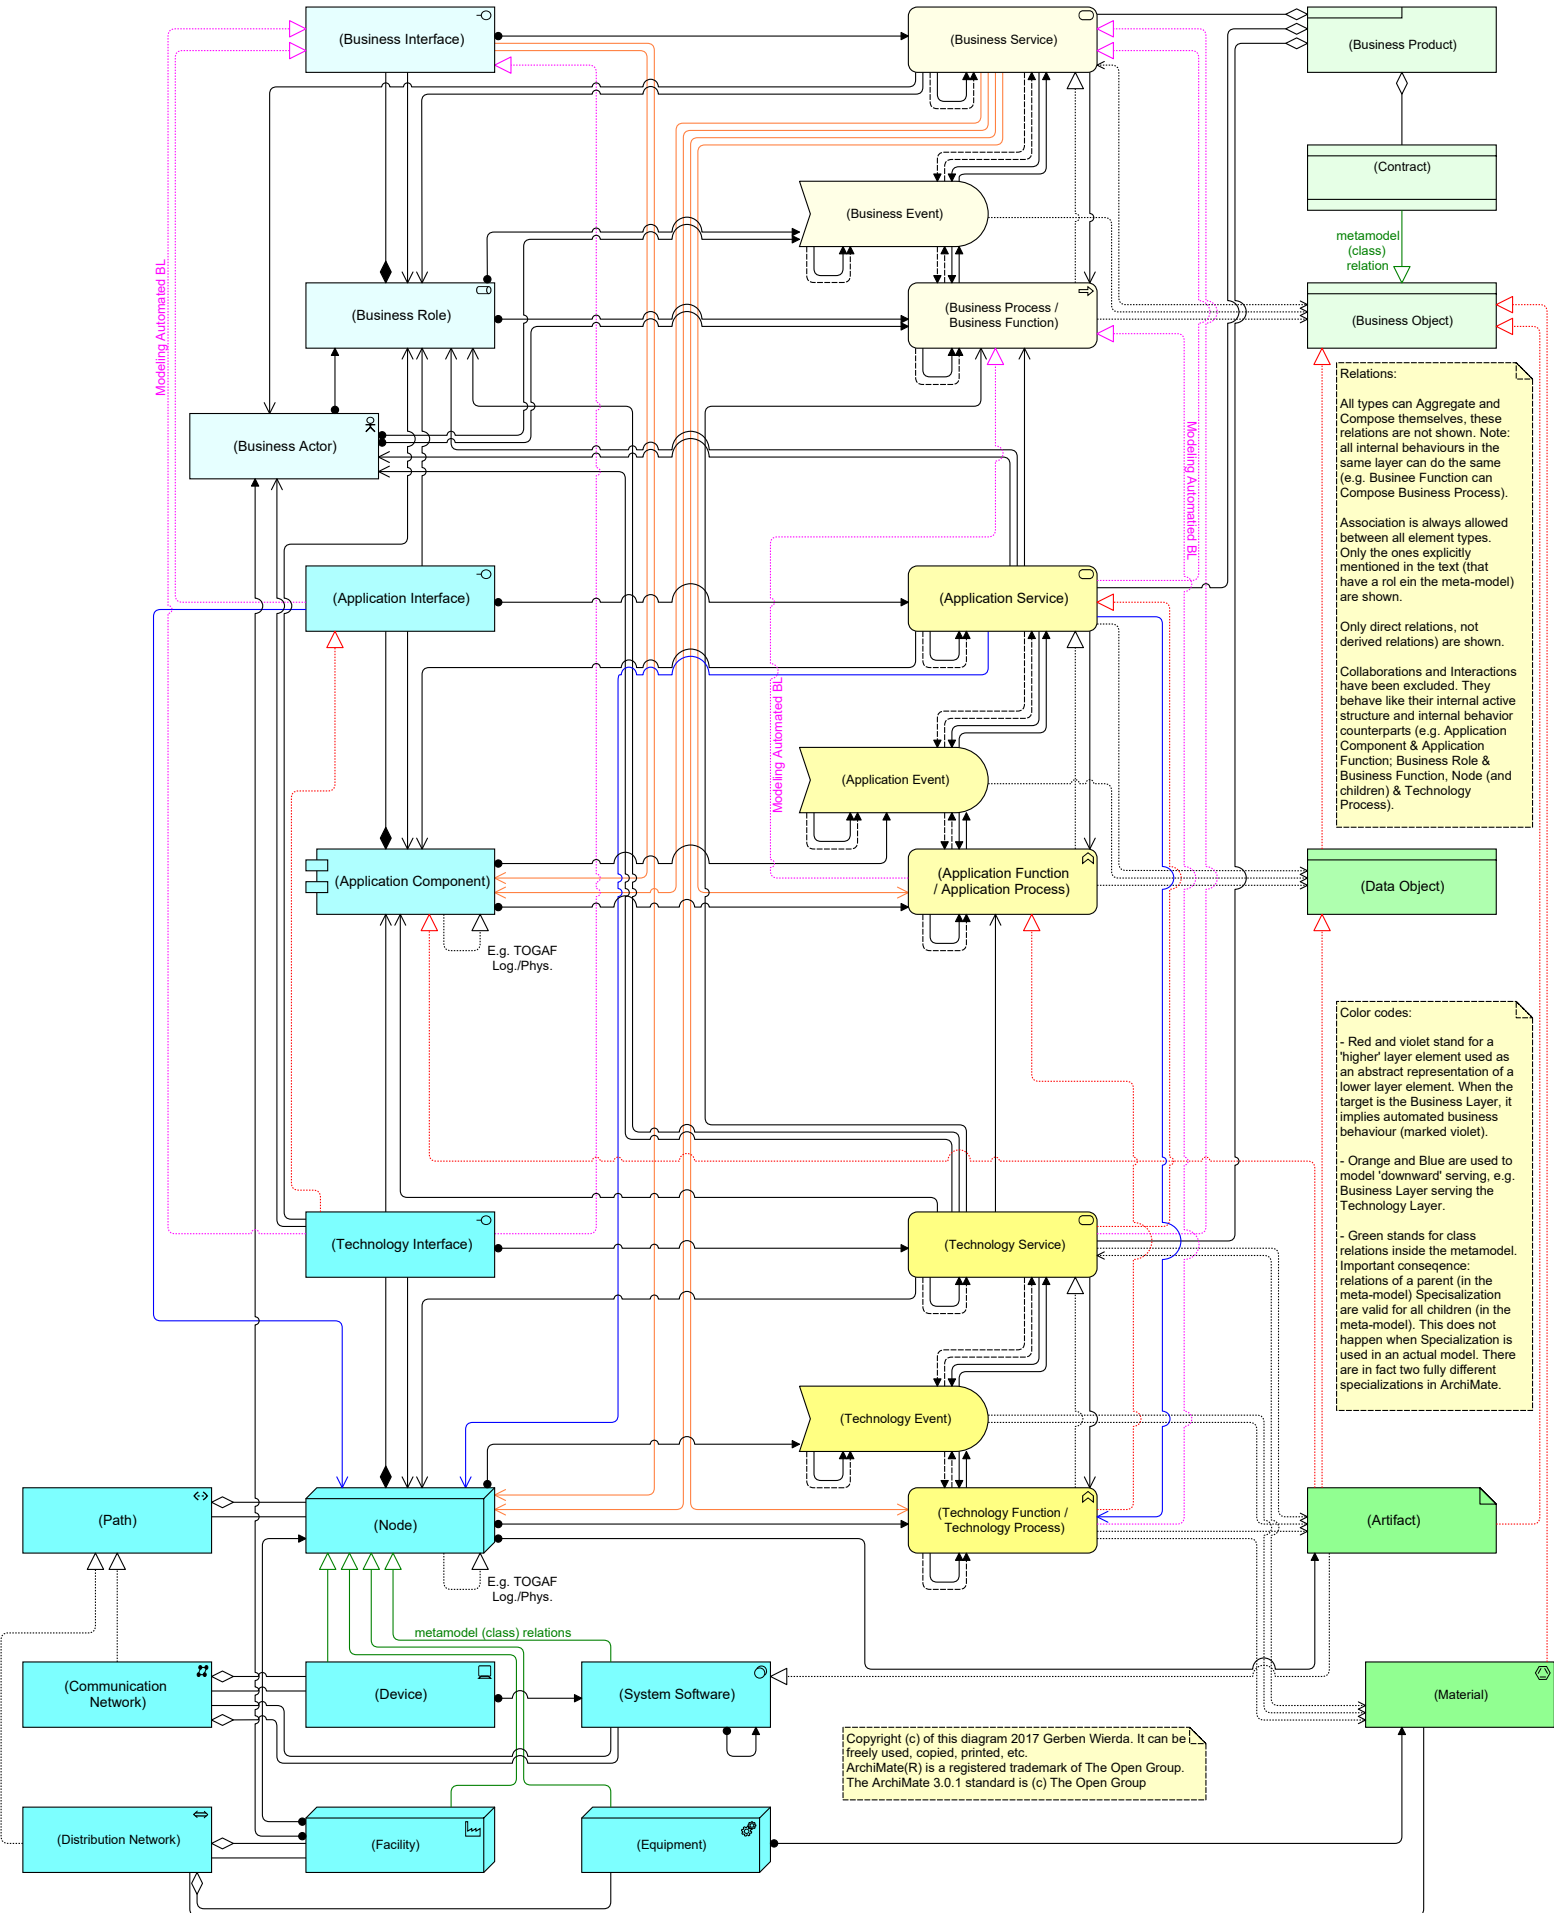 (Business Interface)
(Business Service)
(Business Product)
(Contract)
(Business Event)
metamodel
(class)
relation
Modeling Automated BL
(Business Role)
(Business Process /
Business Function)
(Business Object)
Relations:
All types can Aggregate and
Compose themselves, these
relations are not shown. Note:
all internal behaviours in the
same layer can do the same
(e.g. Businee Function can
Compose Business Process).
Association is always allowed
between all element types.
Only the ones explicitly
mentioned in the text (that
have a rol ein the meta-model)
are shown.
Only direct relations, not
derived relations) are shown.
Collaborations and Interactions
have been excluded. They
behave like their internal active
structure and internal behavior
counterparts (e.g. Application
Component & Application
Function; Business Role &
Business Function, Node (and
children) & Technology
Process).
(Business Actor)
Modeling Automatied BL
(Application Interface)
(Application Service)
Modeling Automated BL
(Application Event)
(Application Component)
(Application Function
/ Application Process)
(Data Object)
E.g. TOGAF
Log./Phys.
Color codes:
- Red and violet stand for a
'higher' layer element used as
an abstract representation of a
lower layer element. When the
target is the Business Layer, it
implies automated business
behaviour (marked violet).
- Orange and Blue are used to
model 'downward' serving, e.g.
Business Layer serving the
Technology Layer.
- Green stands for class
relations inside the metamodel.
Important conseqence:
relations of a parent (in the
meta-model) Specisalization
are valid for all children (in the
meta-model). This does not
happen when Specialization is
used in an actual model. There
are in fact two fully different
specializations in ArchiMate.
(Technology Interface)
(Technology Service)
(Technology Event)
(Path)
(Node)
(Technology Function /
Technology Process)
(Artifact)
E.g. TOGAF
Log./Phys.
metamodel (class) relations
(Communication
Network)
(Device)
(System Software)
(Material)
Copyright (c) of this diagram 2017 Gerben Wierda. It can be
freely used, copied, printed, etc.
ArchiMate(R) is a registered trademark of The Open Group.
The ArchiMate 3.0.1 standard is (c) The Open Group
(Distribution Network)
(Facility)
(Equipment)